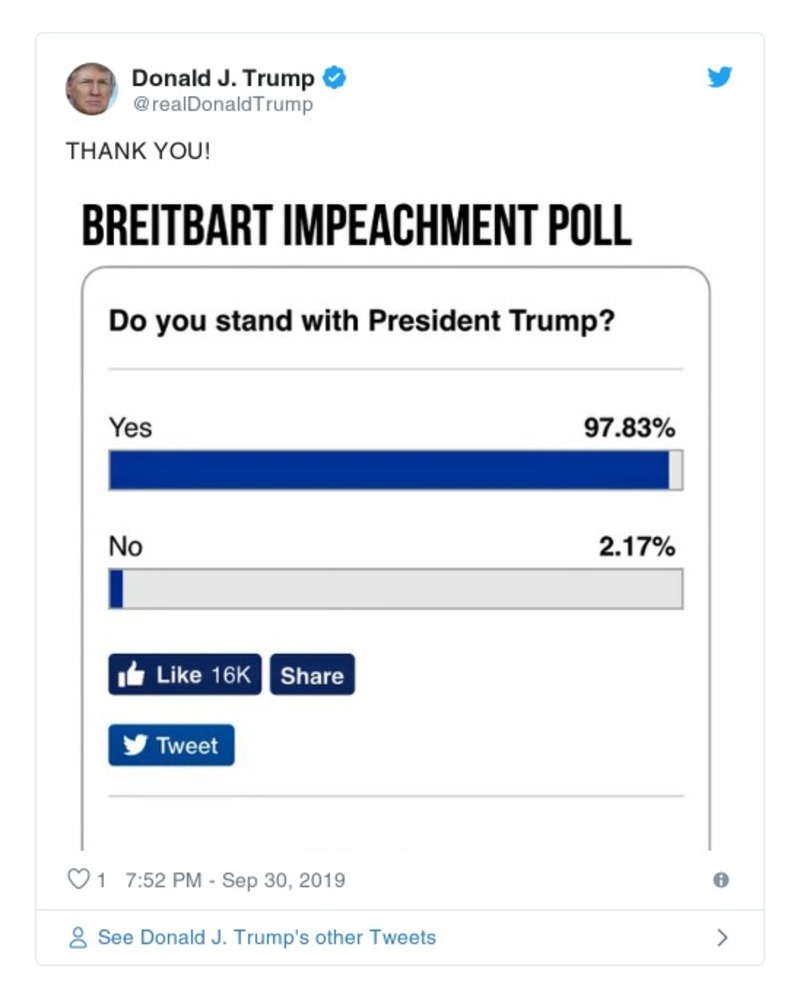 Donald J. Trump
@realDonaldTrump
THANK YOU!
BREITBART IMPEACHMENT POLL
Do you stand with President Trump?
Yes 97.83%
No 2.17%
Like 16K Share
Tweet
1 7:52 PM - Sep 30, 2019
See Donald J. Trump's other Tweets